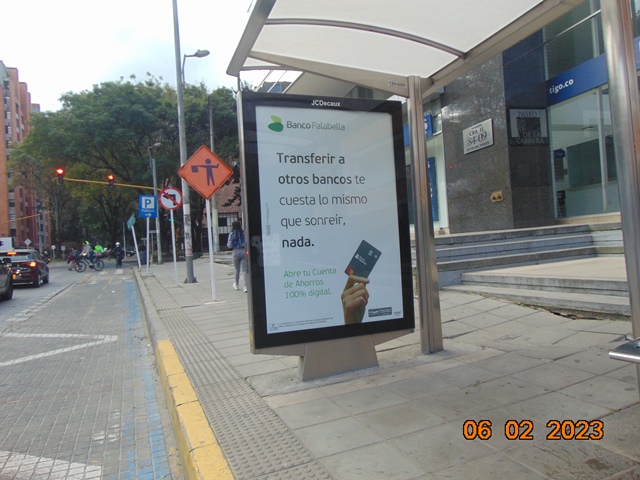 JCDecaux
Banco Falabella
Transferir a
otros bancos te
cuesta lo mismo
que sonreir,
nada.
Abre tu Cuenta
de Ahorros
100% digital.
tigo.co
P
06 02 2023